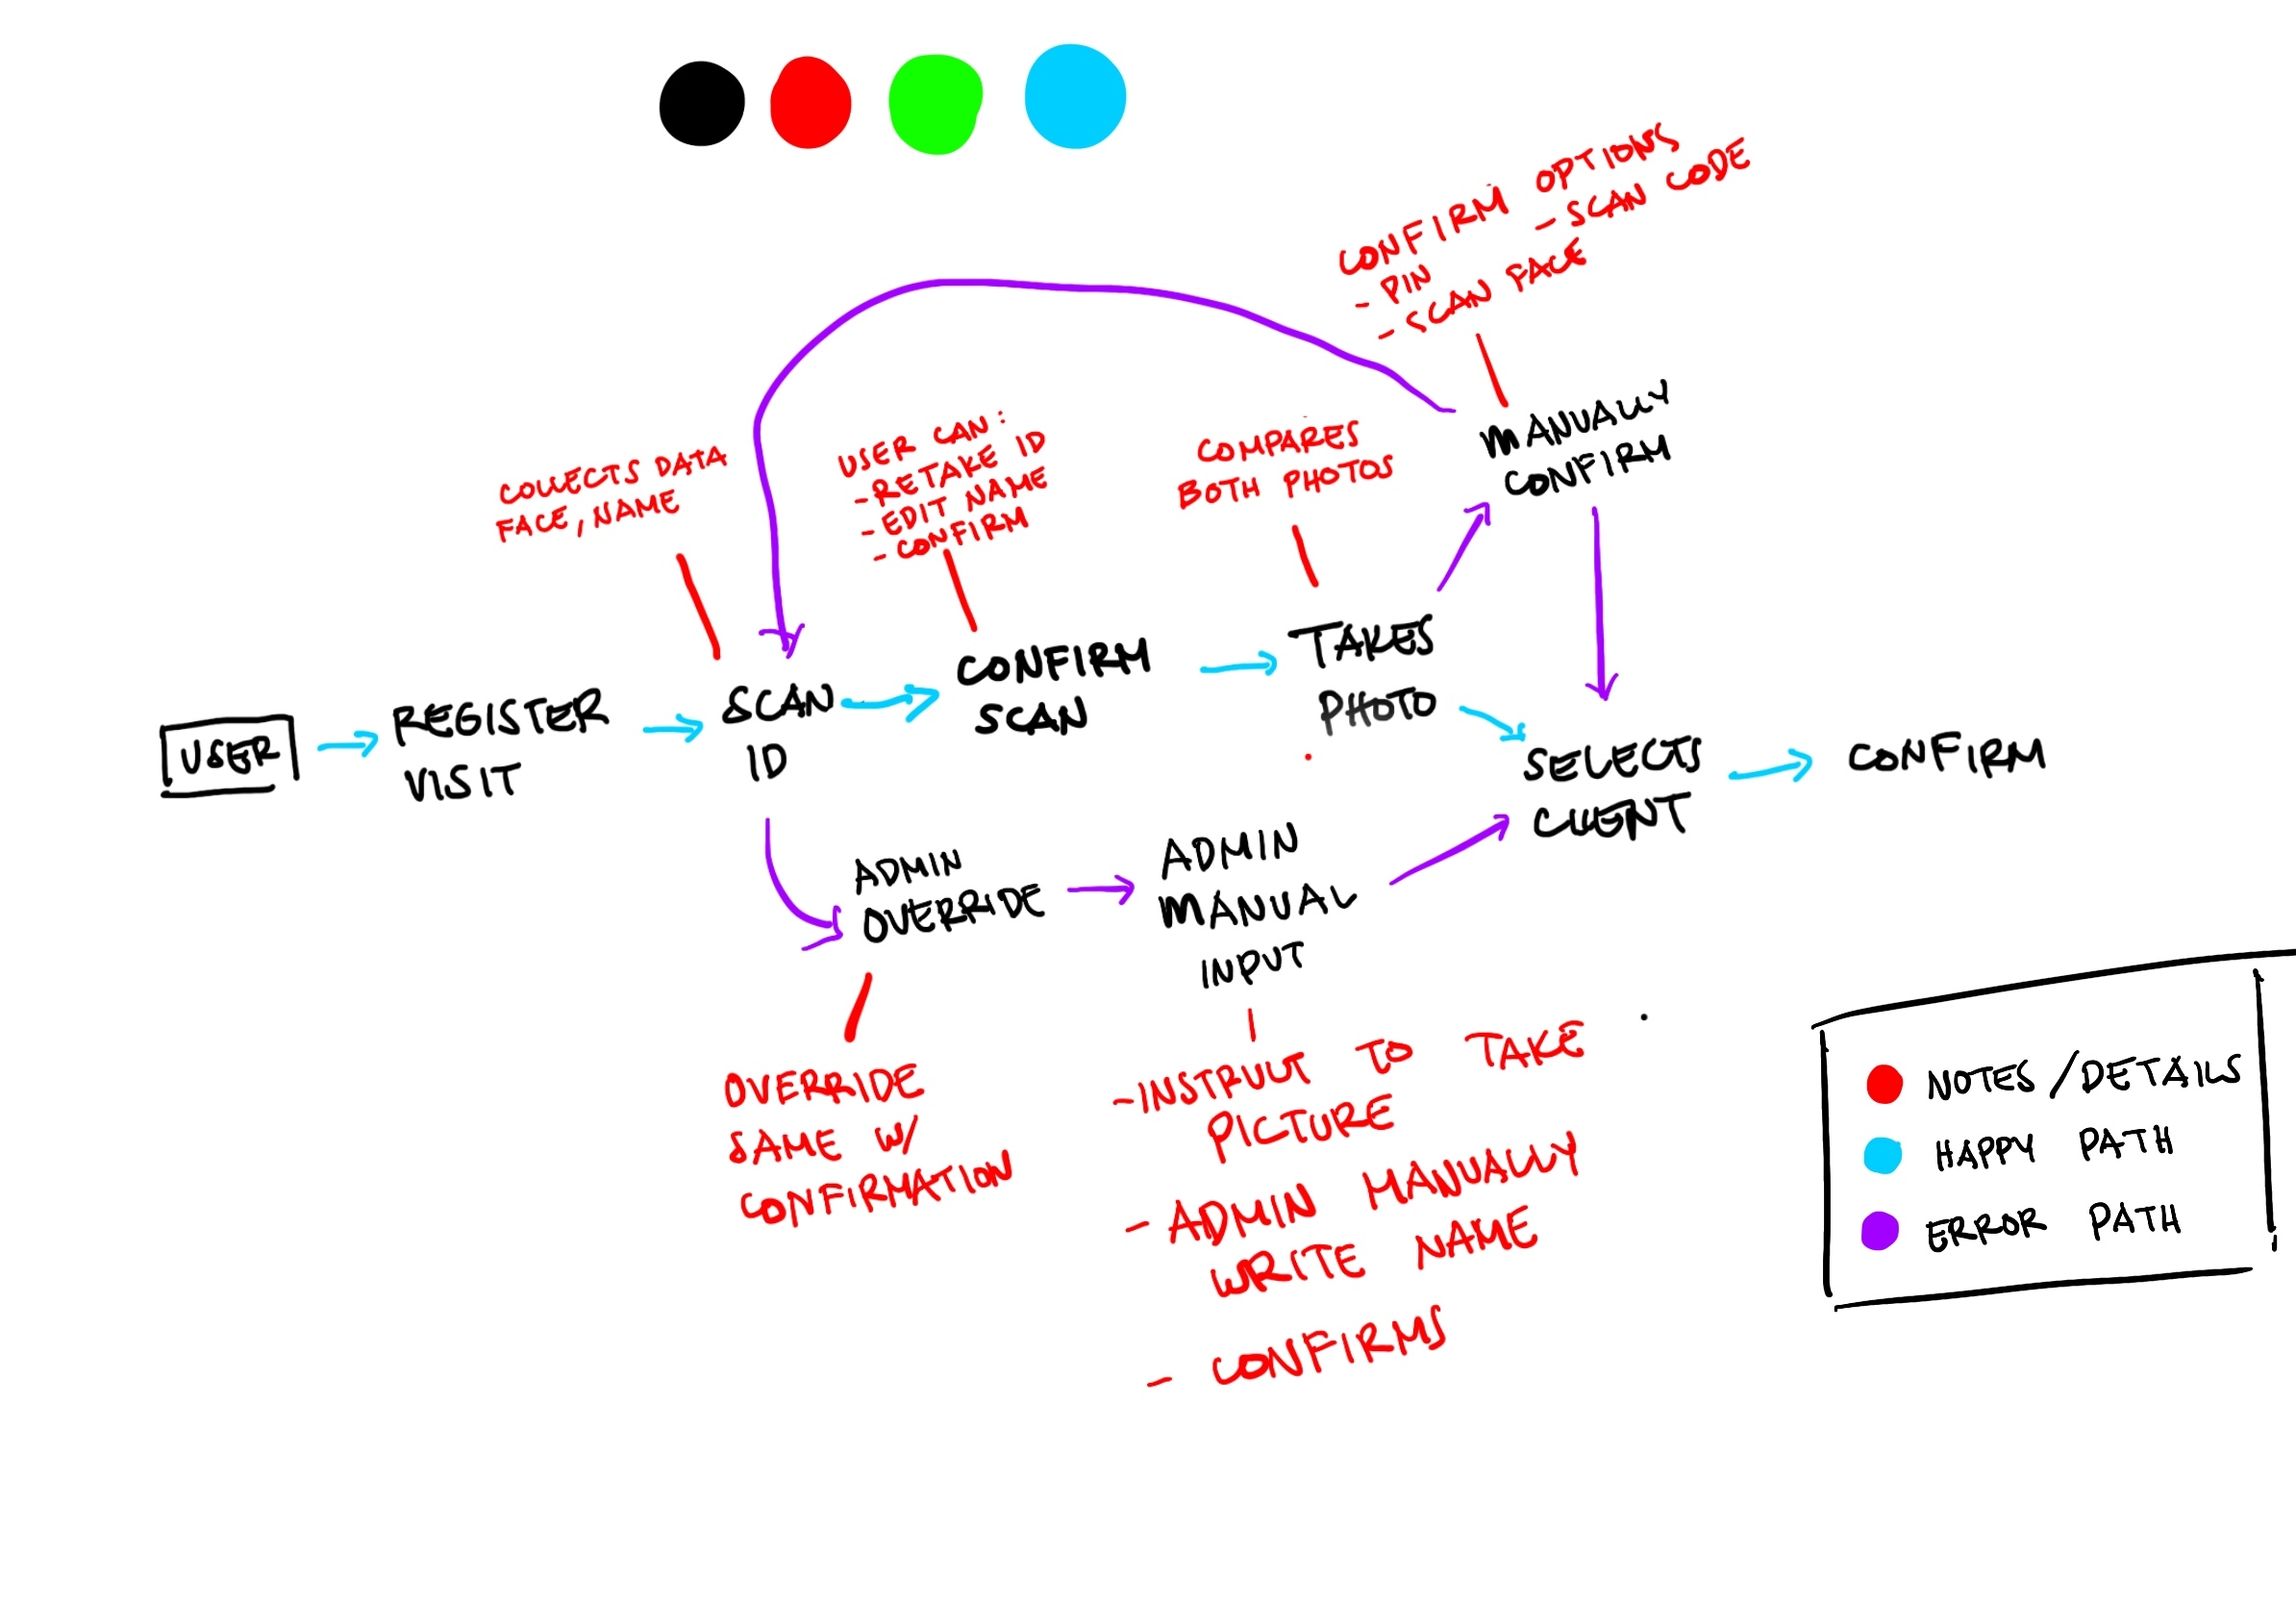 CONFIRM OPTIONS
- PIN - SCAN CODE
- SCAN FACE
MANUALLY
CONFIRM
COLLECTS DATA
FACE, NAME
USER CAN:
- RETAKE ID
- EDIT NAME
- CONFIRM
COMPARES
BOTH PHOTOS
USER
REGISTER
VISIT
SCAN
ID
CONFIRM
SCAN
TAKES
PHOTO
SELECTS
CLIENT
CONFIRM
ADMIN
OVERRIDE
ADMIN
MANUAL
INPUT
OVERRIDE
SAME W/
CONFIRMATION
- INSTRUUT TO TAKE
PICTURE
- ADMIN MANUALLY
WRITE NAME
- CONFIRMS
NOTES/DETAILS
HAPPY PATH
ERROR PATH